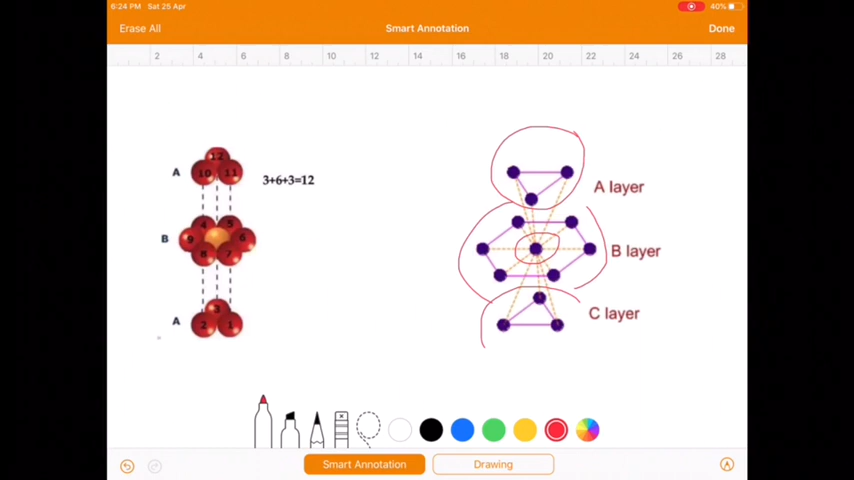 6:24 PM Sat 25 Apr 40%
Erase All Smart Annotation Done
2 4 6 8 10 12 14 16 18 20 22 24 26 28
A 12 10 11 3+6+3=12
B 4 5 9 6 8 7
A 3 2 1
A layer
B layer
C layer
Smart Annotation Drawing